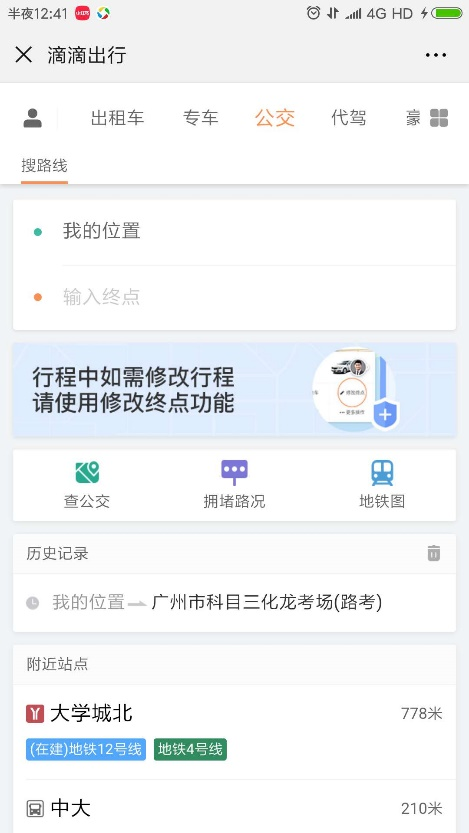 半夜12:41 小红书 4G HD
滴滴出行
出租车 专车 公交 代驾 豪
搜路线
我的位置
输入终点
行程中如需修改行程
请使用修改终点功能
查公交 拥堵路况 地铁图
历史记录
我的位置 广州市科目三化龙考场(路考)
附近站点
大学城北 778米
(在建)地铁12号线 地铁4号线
中大 210米